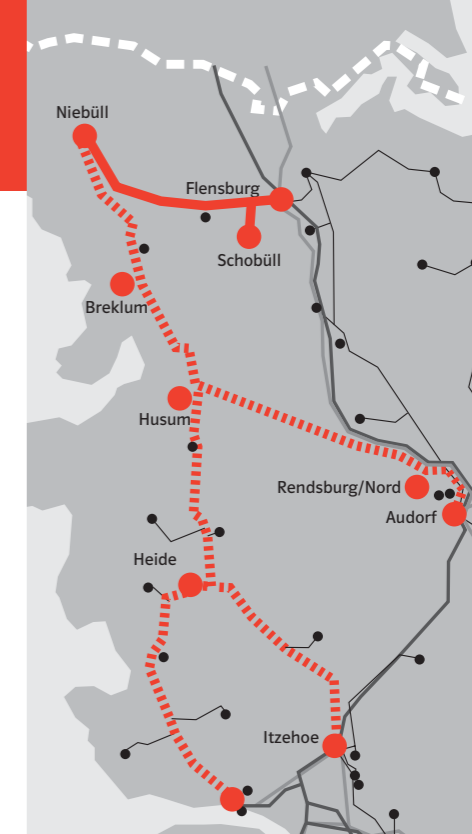 Niebüll
Flensburg
Schobüll
Breklum
Husum
Rendsburg/Nord
Audorf
Heide
Itzehoe